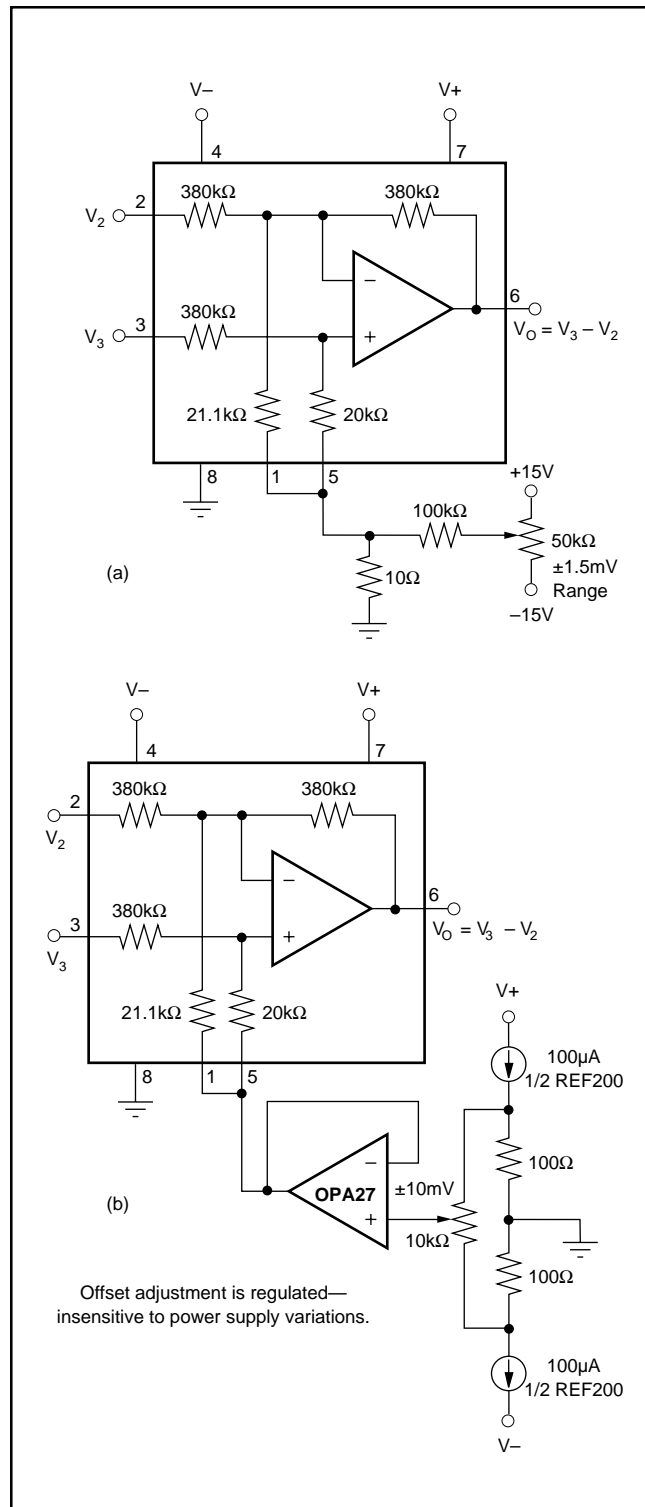 V– V+
4 7
380kΩ 380kΩ
2
V2
–
6
3 380kΩ
V3
+
VO = V3 – V2
21.1kΩ 20kΩ
8 1 5
+15V
100kΩ
50kΩ
±1.5mV
Range
10Ω
–15V
(a)
V– V+
4 7
380kΩ 380kΩ
2
V2
–
6
3 380kΩ
V3
+
VO = V3 – V2
21.1kΩ 20kΩ
V+
8 1 5
100µA
1/2 REF200
–
100Ω
OPA27
±10mV
+
10kΩ
(b)
100Ω
Offset adjustment is regulated—
insensitive to power supply variations.
100µA
1/2 REF200
V–